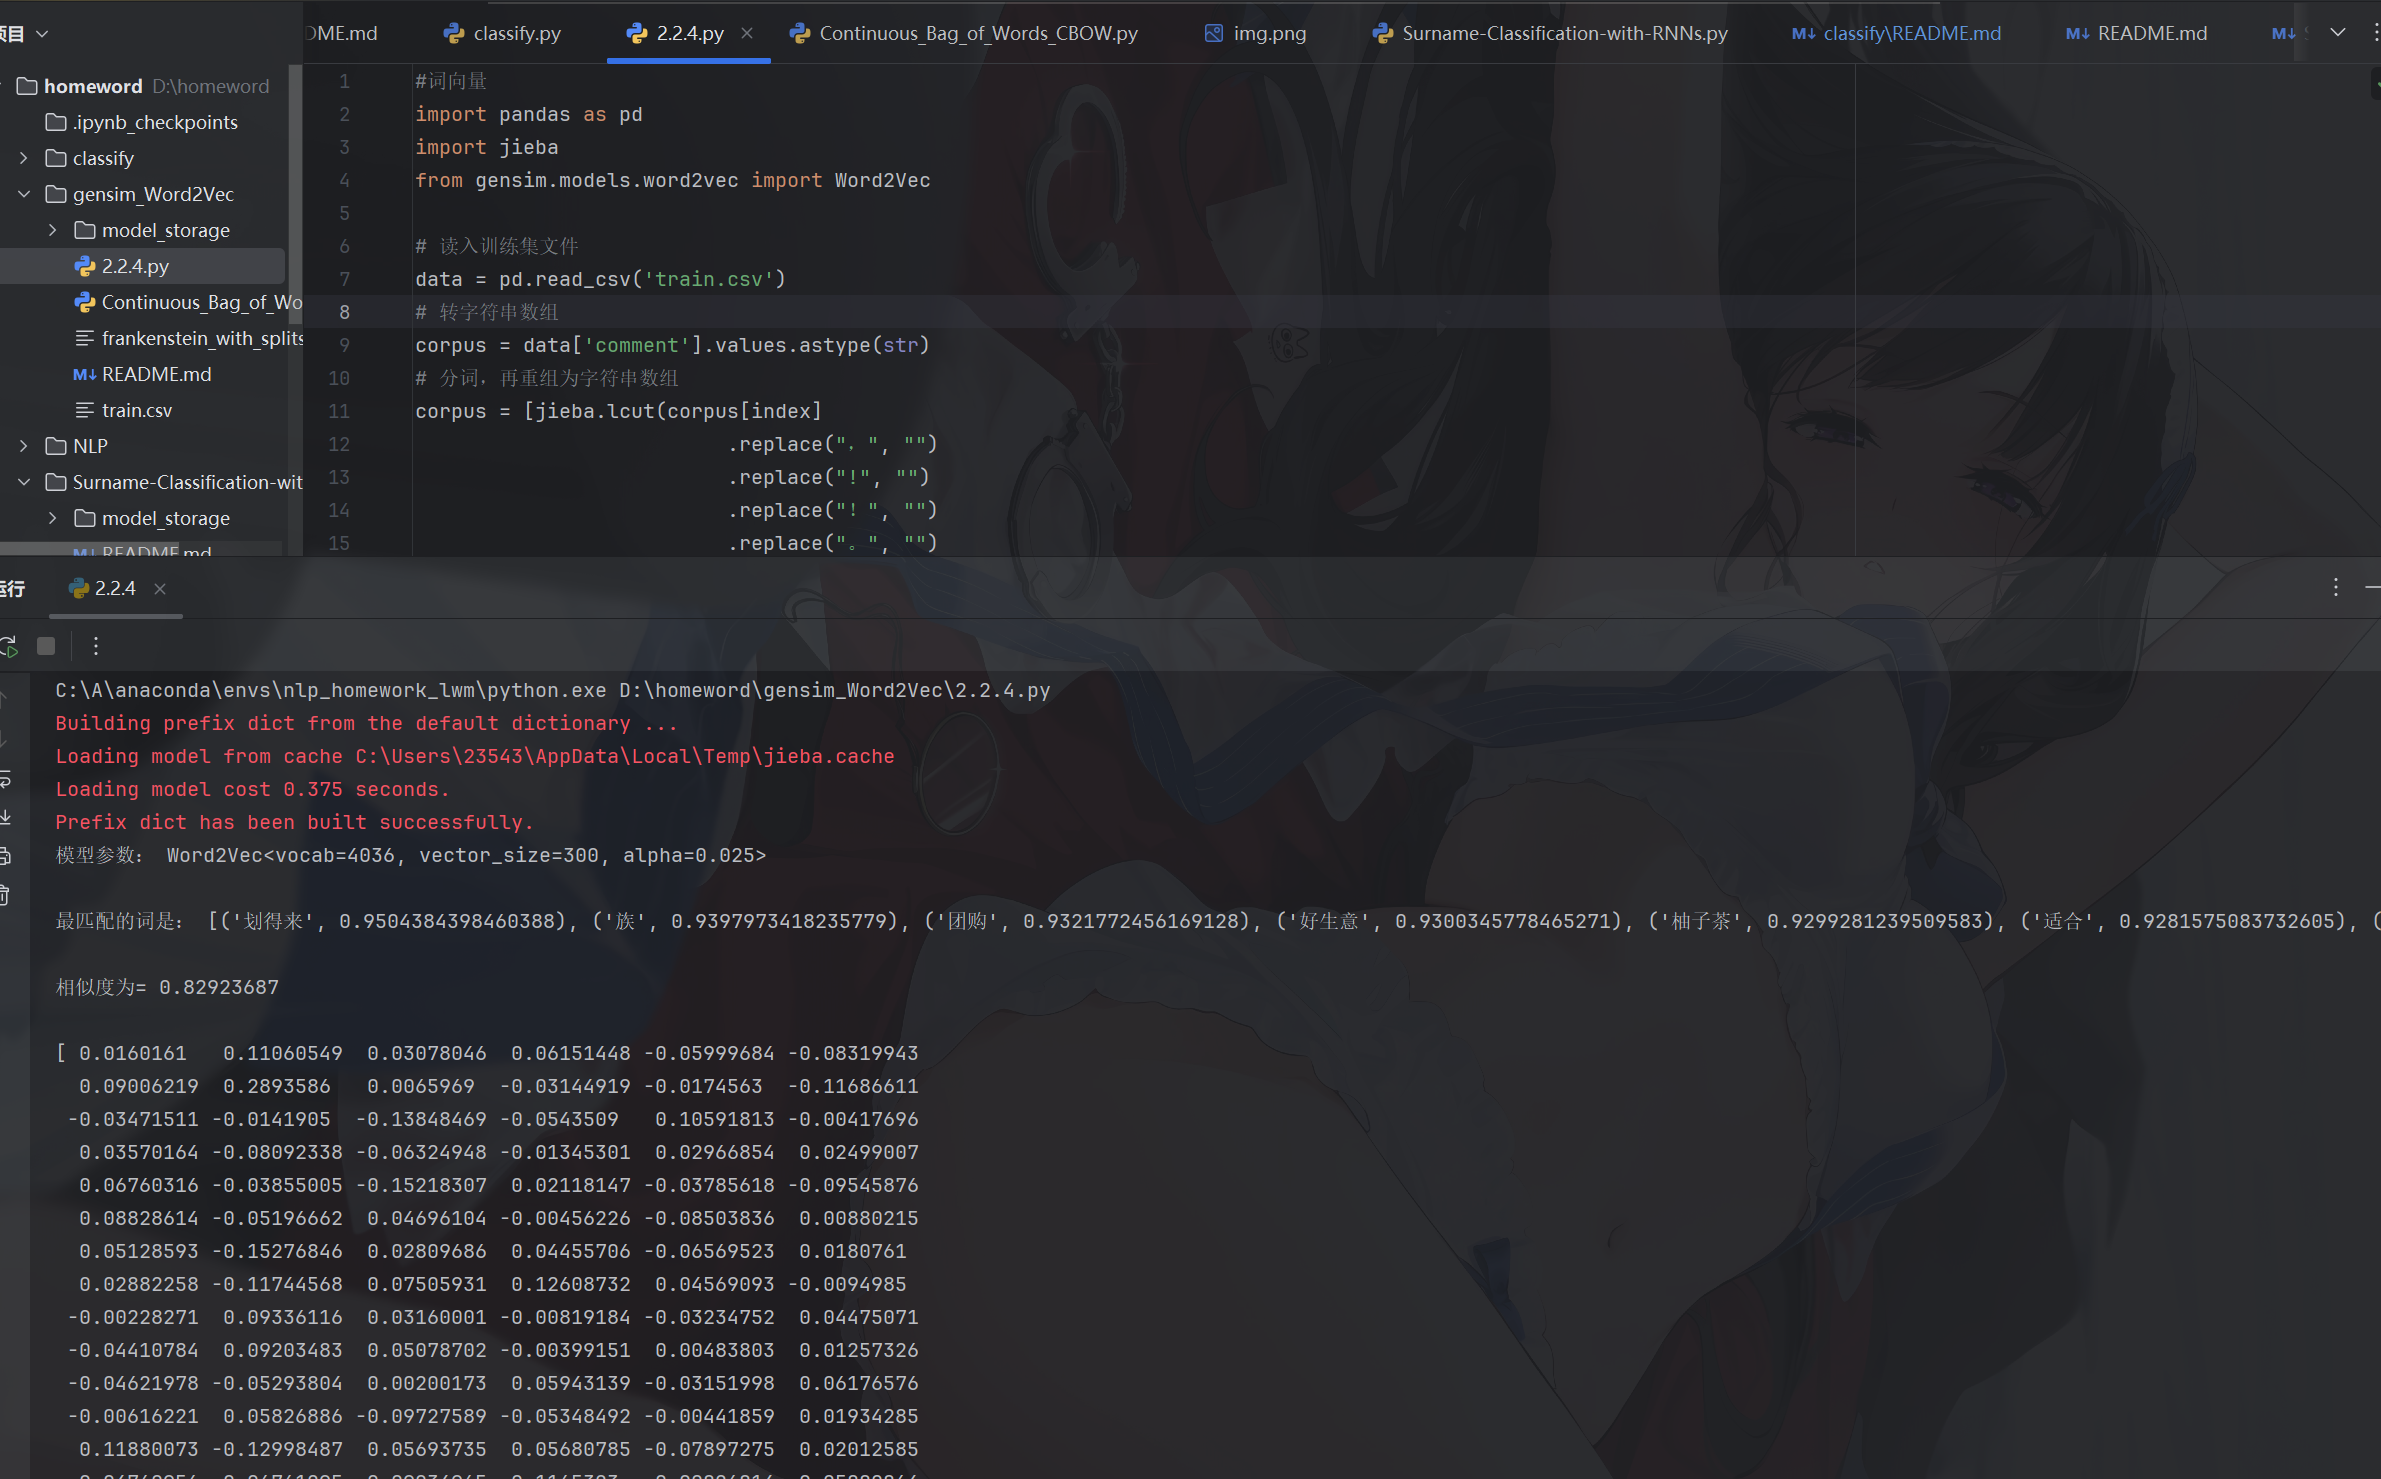 项目
DME.md
classify.py
2.2.4.py
Continuous_Bag_of_Words_CBOW.py
img.png
Surname-Classification-with-RNNs.py
M↓ classify\README.md
M↓ README.md
M↓
homeword D:\homeword
.ipynb_checkpoints
classify
gensim_Word2Vec
model_storage
2.2.4.py
Continuous_Bag_of_Wo
frankenstein_with_splits
M↓ README.md
train.csv
NLP
Surname-Classification-wit
model_storage
M↓ README.md
1 #词向量
2 import pandas as pd
3 import jieba
4 from gensim.models.word2vec import Word2Vec
5
6 # 读入训练集文件
7 data = pd.read_csv('train.csv')
8 # 转字符串数组
9 corpus = data['comment'].values.astype(str)
10 # 分词，再重组为字符串数组
11 corpus = [jieba.lcut(corpus[index]
12 .replace("，", "")
13 .replace("!", "")
14 .replace("！", "")
15 .replace("。", "")
运行
2.2.4
C:\A\anaconda\envs\nlp_homework_lwm\python.exe D:\homeword\gensim_Word2Vec\2.2.4.py
Building prefix dict from the default dictionary ...
Loading model from cache C:\Users\23543\AppData\Local\Temp\jieba.cache
Loading model cost 0.375 seconds.
Prefix dict has been built successfully.
模型参数： Word2Vec<vocab=4036, vector_size=300, alpha=0.025>
最匹配的词是： [('划得来', 0.9504384398460388), ('族', 0.9397973418235779), ('团购', 0.9321772456169128), ('好生意', 0.9300345778465271), ('柚子茶', 0.9299281239509583), ('适合', 0.9281575083732605), (
相似度为= 0.82923687
[ 0.0160161 0.11060549 0.03078046 0.06151448 -0.05999684 -0.08319943
0.09006219 0.2893586 0.0065969 -0.03144919 -0.0174563 -0.11686611
-0.03471511 -0.0141905 -0.13848469 -0.0543509 0.10591813 -0.00417696
0.03570164 -0.08092338 -0.06324948 -0.01345301 0.02966854 0.02499007
0.06760316 -0.03855005 -0.15218307 0.02118147 -0.03785618 -0.09545876
0.08828614 -0.05196662 0.04696104 -0.00456226 -0.08503836 0.00880215
0.05128593 -0.15276846 0.02809686 0.04455706 -0.06569523 0.0180761
0.02882258 -0.11744568 0.07505931 0.12608732 0.04569093 -0.0094985
-0.00228271 0.09336116 0.03160001 -0.00819184 -0.03234752 0.04475071
-0.04410784 0.09203483 0.05078702 -0.00399151 0.00483803 0.01257326
-0.04621978 -0.05293804 0.00200173 0.05943139 -0.03151998 0.06176576
-0.00616221 0.05826886 -0.09727589 -0.05348492 -0.00441859 0.01934285
0.11880073 -0.12998487 0.05693735 0.05680785 -0.07897275 0.02012585